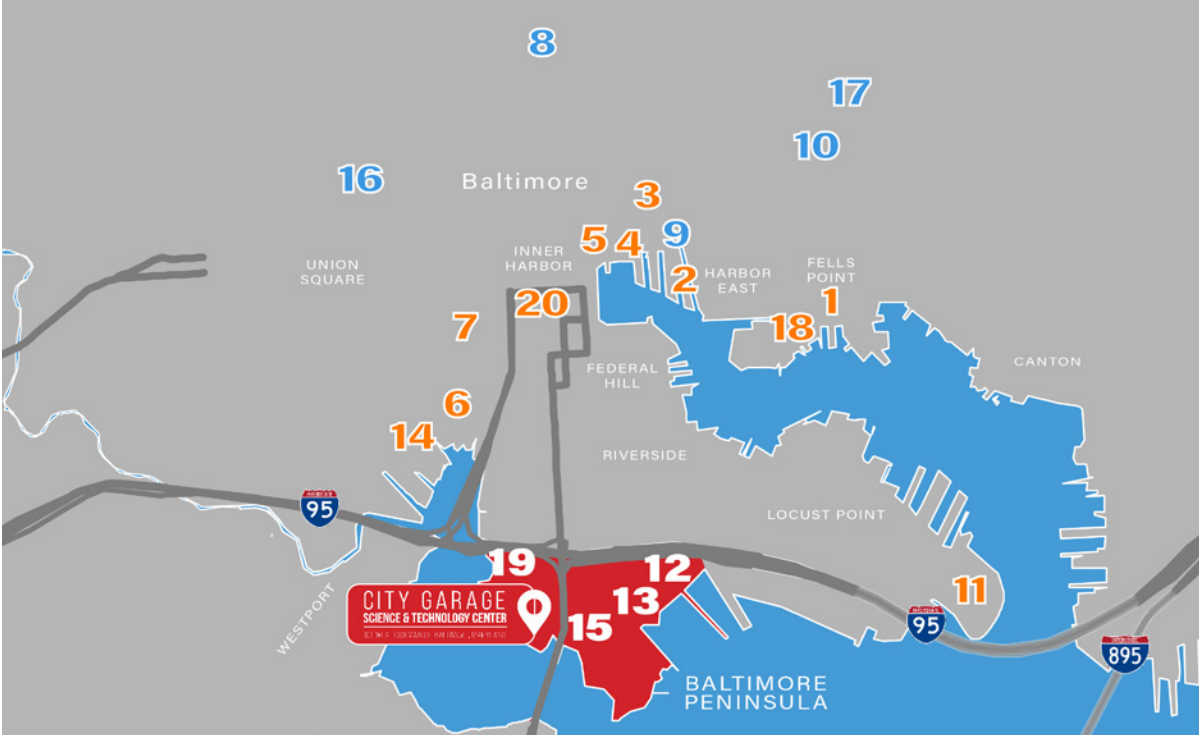 8
17
10
16
Baltimore
3
9
5
4
INNER
HARBOR
FELLS
POINT
UNION
SQUARE
2
HARBOR
EAST
20
1
7
18
FEDERAL
HILL
CANTON
6
14
RIVERSIDE
INTERSTATE
95
LOCUST POINT
19
12
11
CITY GARAGE
SCIENCE & TECHNOLOGY CENTER
13
15
95
WESTPORT
895
BALTIMORE
PENINSULA